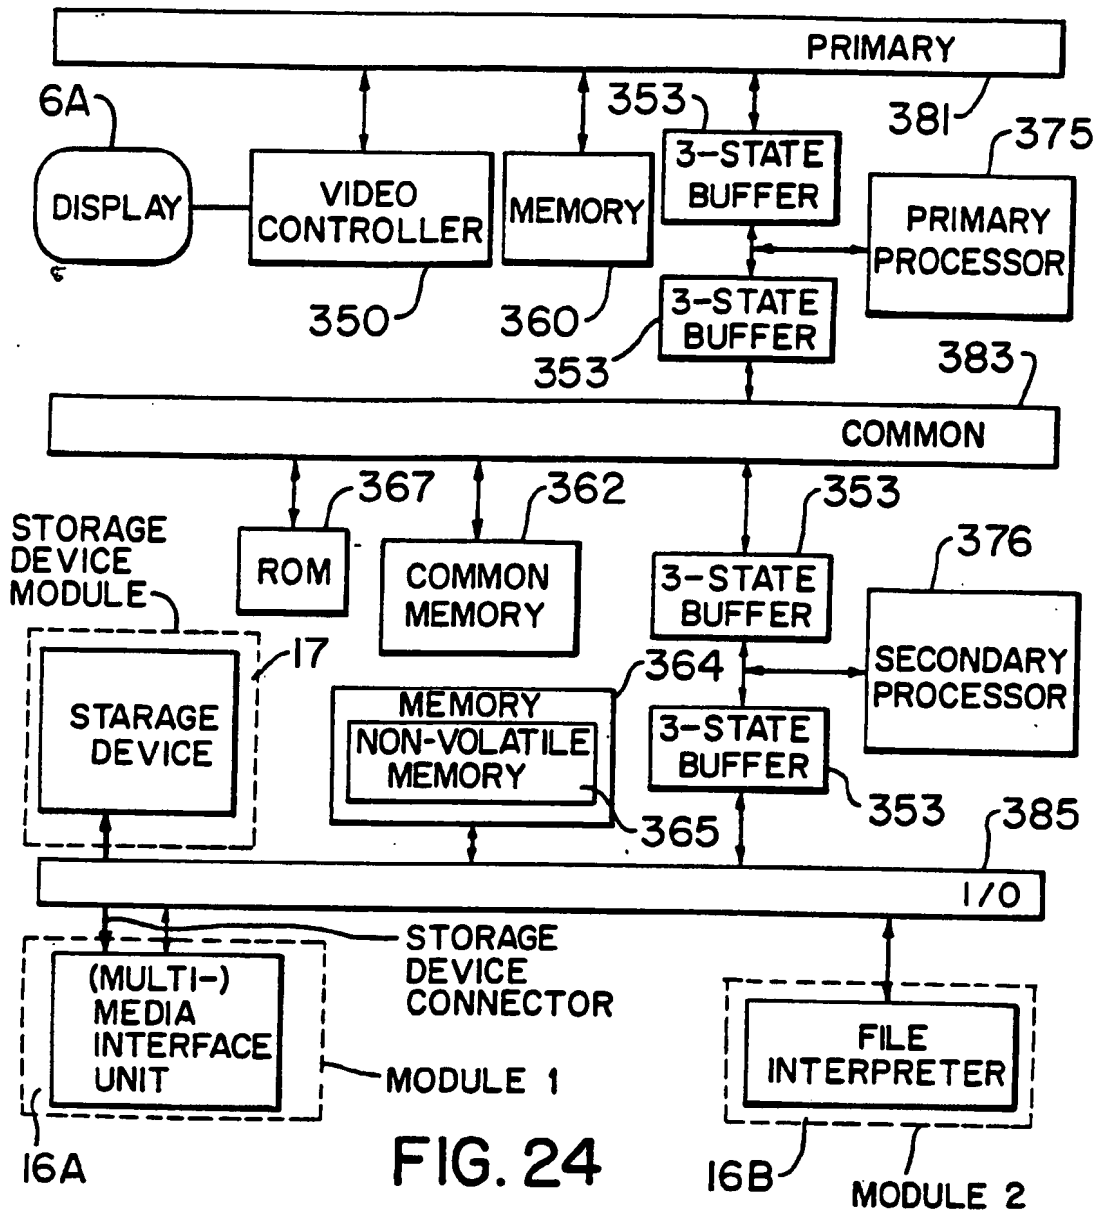 PRIMARY
381
6A
DISPLAY
VIDEO
CONTROLLER
350
MEMORY
360
353
3-STATE
BUFFER
375
PRIMARY
PROCESSOR
3-STATE
BUFFER
353
383
COMMON
367
ROM
362
COMMON
MEMORY
353
3-STATE
BUFFER
376
SECONDARY
PROCESSOR
STORAGE
DEVICE
MODULE
17
STARAGE
DEVICE
364
MEMORY
NON-VOLATILE
MEMORY
365
3-STATE
BUFFER
353
385
I/O
STORAGE
DEVICE
CONNECTOR
(MULTI-)
MEDIA
INTERFACE
UNIT
MODULE 1
16A
FILE
INTERPRETER
16B
MODULE 2
FIG. 24